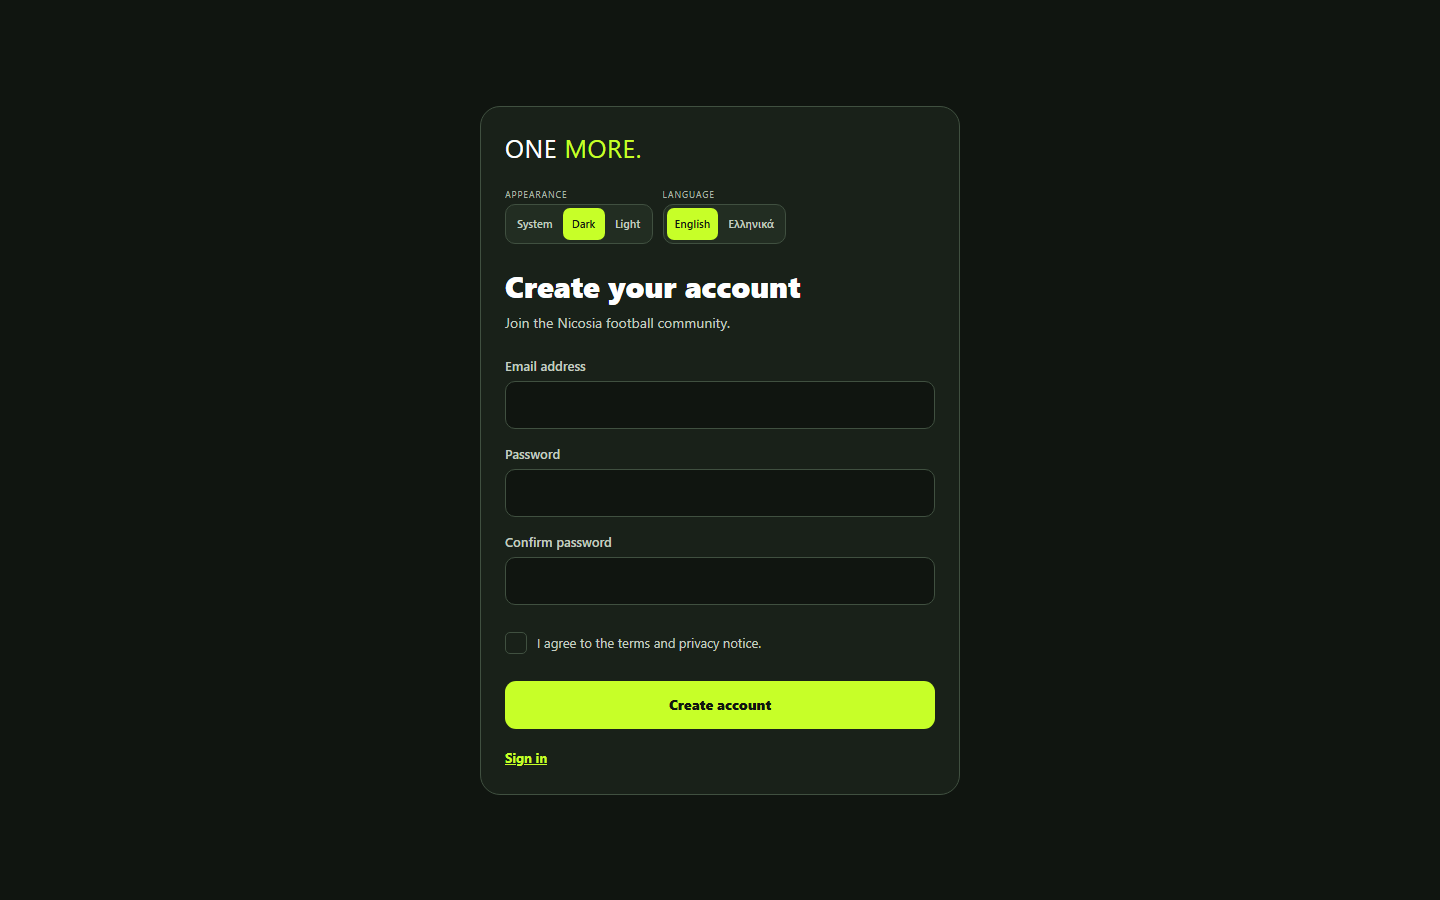 ONE MORE.
APPEARANCE LANGUAGE
System Dark Light English Ελληνικά
Create your account
Join the Nicosia football community.
Email address
Password
Confirm password
I agree to the terms and privacy notice.
Create account
Sign in